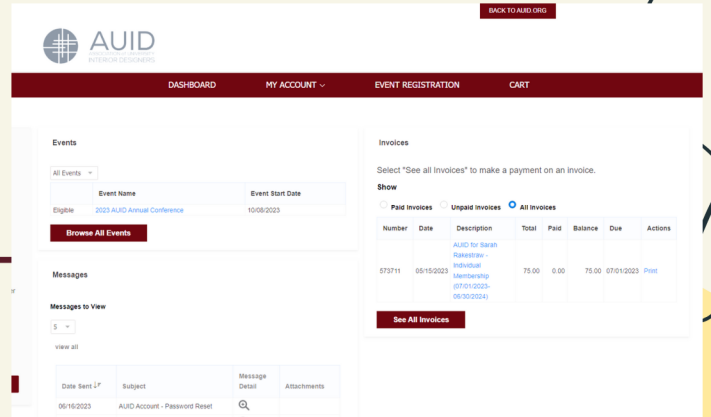 BACK TO AUID.ORG
AUID
INTERIOR DESIGNERS
DASHBOARD
MY ACCOUNT
EVENT REGISTRATION
CART
Events
All Events
Event Name
Event Start Date
Eligible
2023 AUID Annual Conference
10/08/2023
Browse All Events
Messages
Messages to View
5
view all
Date Sent
Subject
Message
Detail
Attachments
06/16/2023
AUID Account - Password Reset
Invoices
Select "See all Invoices" to make a payment on an invoice.
Show
Paid Invoices
Unpaid Invoices
All Invoices
Number
Date
Description
Total
Paid
Balance
Due
Actions
573711
05/15/2023
AUID for Sarah
Rakestraw -
Individual
Membership
(07/01/2023-
06/30/2024)
75.00
0.00
75.00
07/01/2023
Print
See All Invoices